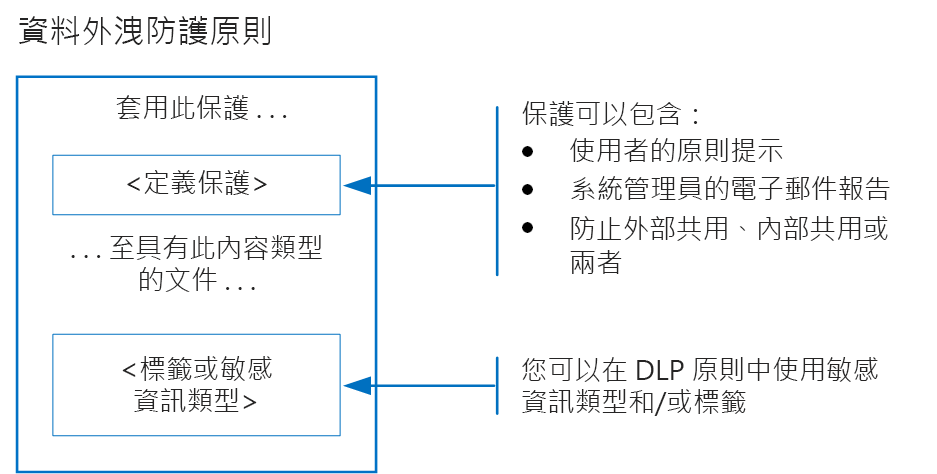 資料外洩防護原則
套用此保護 . . .
<定義保護>
. . . 至具有此內容類型
的文件 . . .
<標籤或敏感
資訊類型>
保護可以包含：
● 使用者的原則提示
● 系統管理員的電子郵件報告
● 防止外部共用、內部共用或
兩者
您可以在 DLP 原則中使用敏感
資訊類型和/或標籤